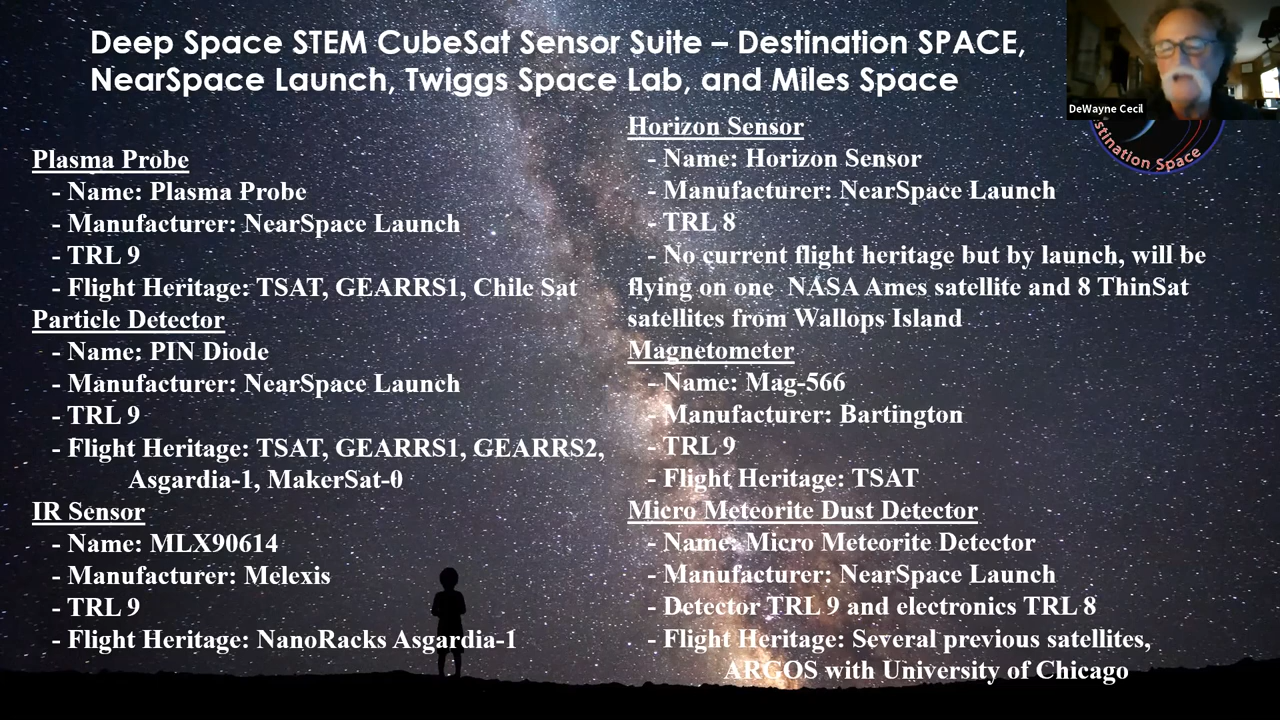 Deep Space STEM CubeSat Sensor Suite – Destination SPACE,
NearSpace Launch, Twiggs Space Lab, and Miles Space
DeWayne Cecil
stination Space
Plasma Probe
- Name: Plasma Probe
- Manufacturer: NearSpace Launch
- TRL 9
- Flight Heritage: TSAT, GEARRS1, Chile Sat
Particle Detector
- Name: PIN Diode
- Manufacturer: NearSpace Launch
- TRL 9
- Flight Heritage: TSAT, GEARRS1, GEARRS2,
Asgardia-1, MakerSat-0
IR Sensor
- Name: MLX90614
- Manufacturer: Melexis
- TRL 9
- Flight Heritage: NanoRacks Asgardia-1
Horizon Sensor
- Name: Horizon Sensor
- Manufacturer: NearSpace Launch
- TRL 8
- No current flight heritage but by launch, will be
flying on one NASA Ames satellite and 8 ThinSat
satellites from Wallops Island
Magnetometer
- Name: Mag-566
- Manufacturer: Bartington
- TRL 9
- Flight Heritage: TSAT
Micro Meteorite Dust Detector
- Name: Micro Meteorite Detector
- Manufacturer: NearSpace Launch
- Detector TRL 9 and electronics TRL 8
- Flight Heritage: Several previous satellites,
ARGOS with University of Chicago